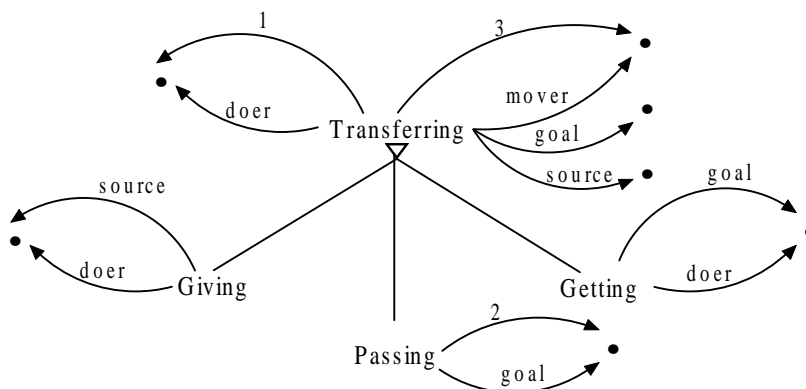 1
3
doer
mover
Transferring
goal
source
source
goal
doer
doer
Giving
Getting
2
Passing
goal